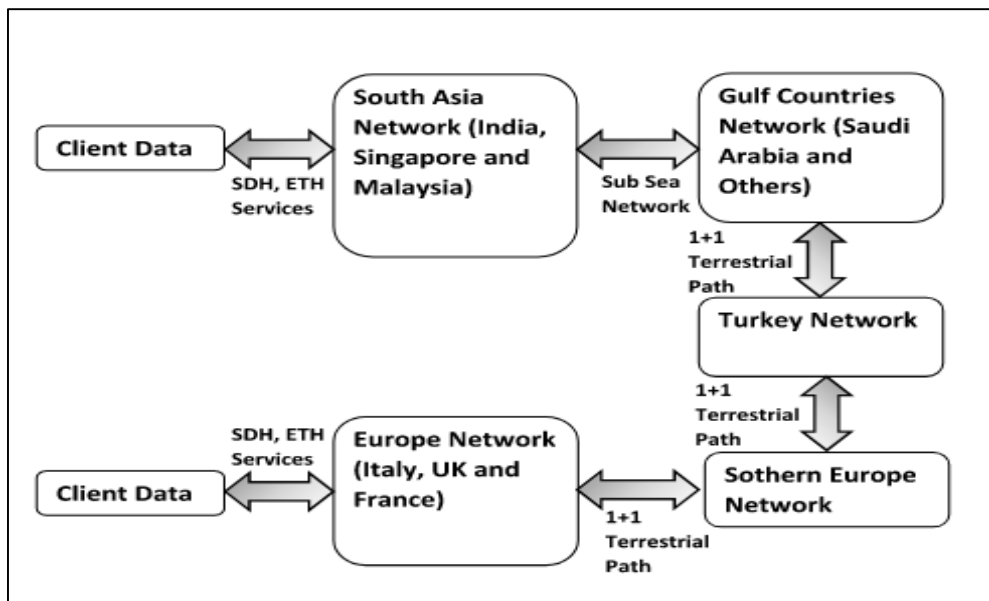 Client Data
SDH, ETH
Services
South Asia
Network (India,
Singapore and
Malaysia)
Sub Sea
Network
Gulf Countries
Network (Saudi
Arabia and
Others)
1+1
Terrestrial
Path
Turkey Network
1+1
Terrestrial
Path
Sothern Europe
Network
1+1
Terrestrial
Path
Europe Network
(Italy, UK and
France)
SDH, ETH
Services
Client Data